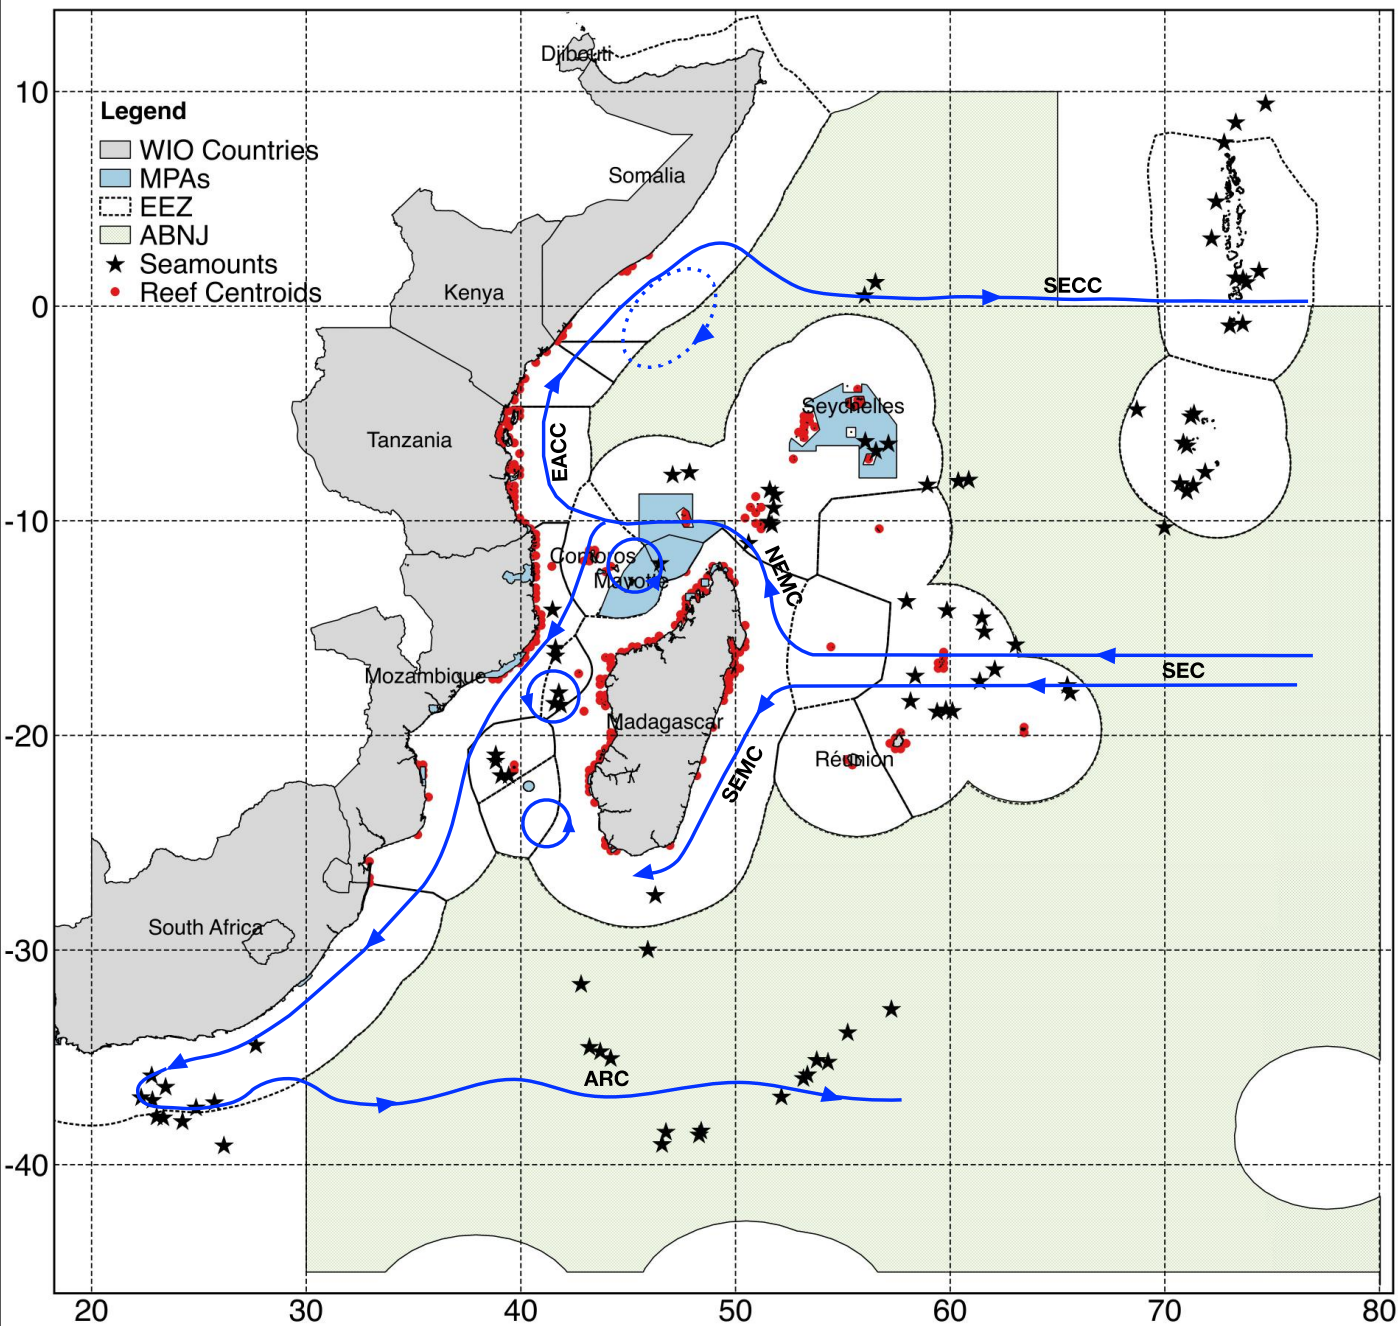 Djibouti
10
Legend
WIO Countries
MPAs
EEZ
ABNJ
Seamounts
Reef Centroids
Somalia
Kenya
SECC
0
Tanzania
EACC
Seychelles
-10
Comoros
Mayotte
NEMC
Mozambique
SEC
Madagascar
-20
SEMC
Réunion
South Africa
-30
ARC
-40
20 30 40 50 60 70 80